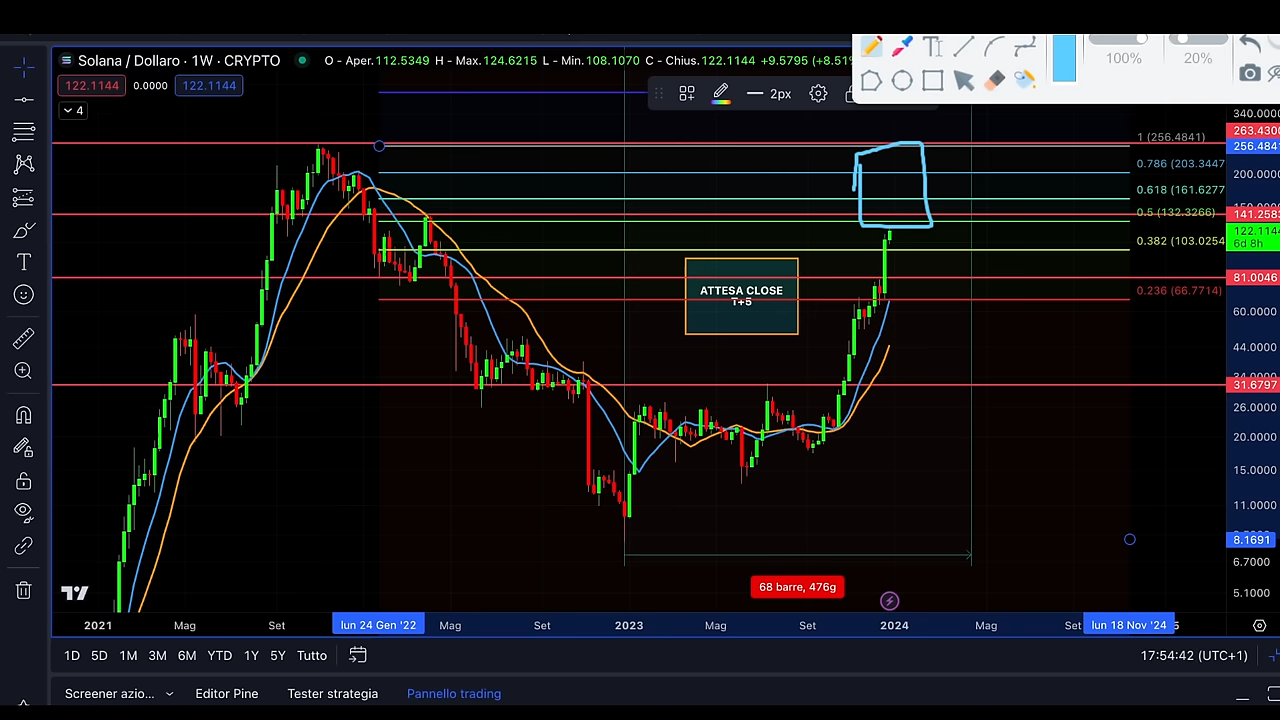 Solana / Dollaro · 1W · CRYPTO
O - Aper.112.5349 H - Max.124.6215 L - Min.108.1070 C - Chius.122.1144 +9.5795 (+8.51%
122.1144 0.0000 122.1144
4
2px
100%
20%
340.0000
263.4300
256.4841
200.0000
141.2583
122.1144
6d 8h
81.0046
60.0000
44.0000
31.6797
26.0000
20.0000
15.0000
11.0000
8.1691
6.7000
5.1000
1 (256.4841)
0.786 (203.3447
0.618 (161.6277
0.5 (132.3266)
0.382 (103.0254
0.236 (66.7714)
ATTESA CLOSE
T+5
68 barre, 476g
2021 Mag Set lun 24 Gen '22 Mag Set 2023 Mag Set 2024 Mag Set lun 18 Nov '24
1D 5D 1M 3M 6M YTD 1Y 5Y Tutto
17:54:42 (UTC+1)
Screener azio... Editor Pine Tester strategia Pannello trading